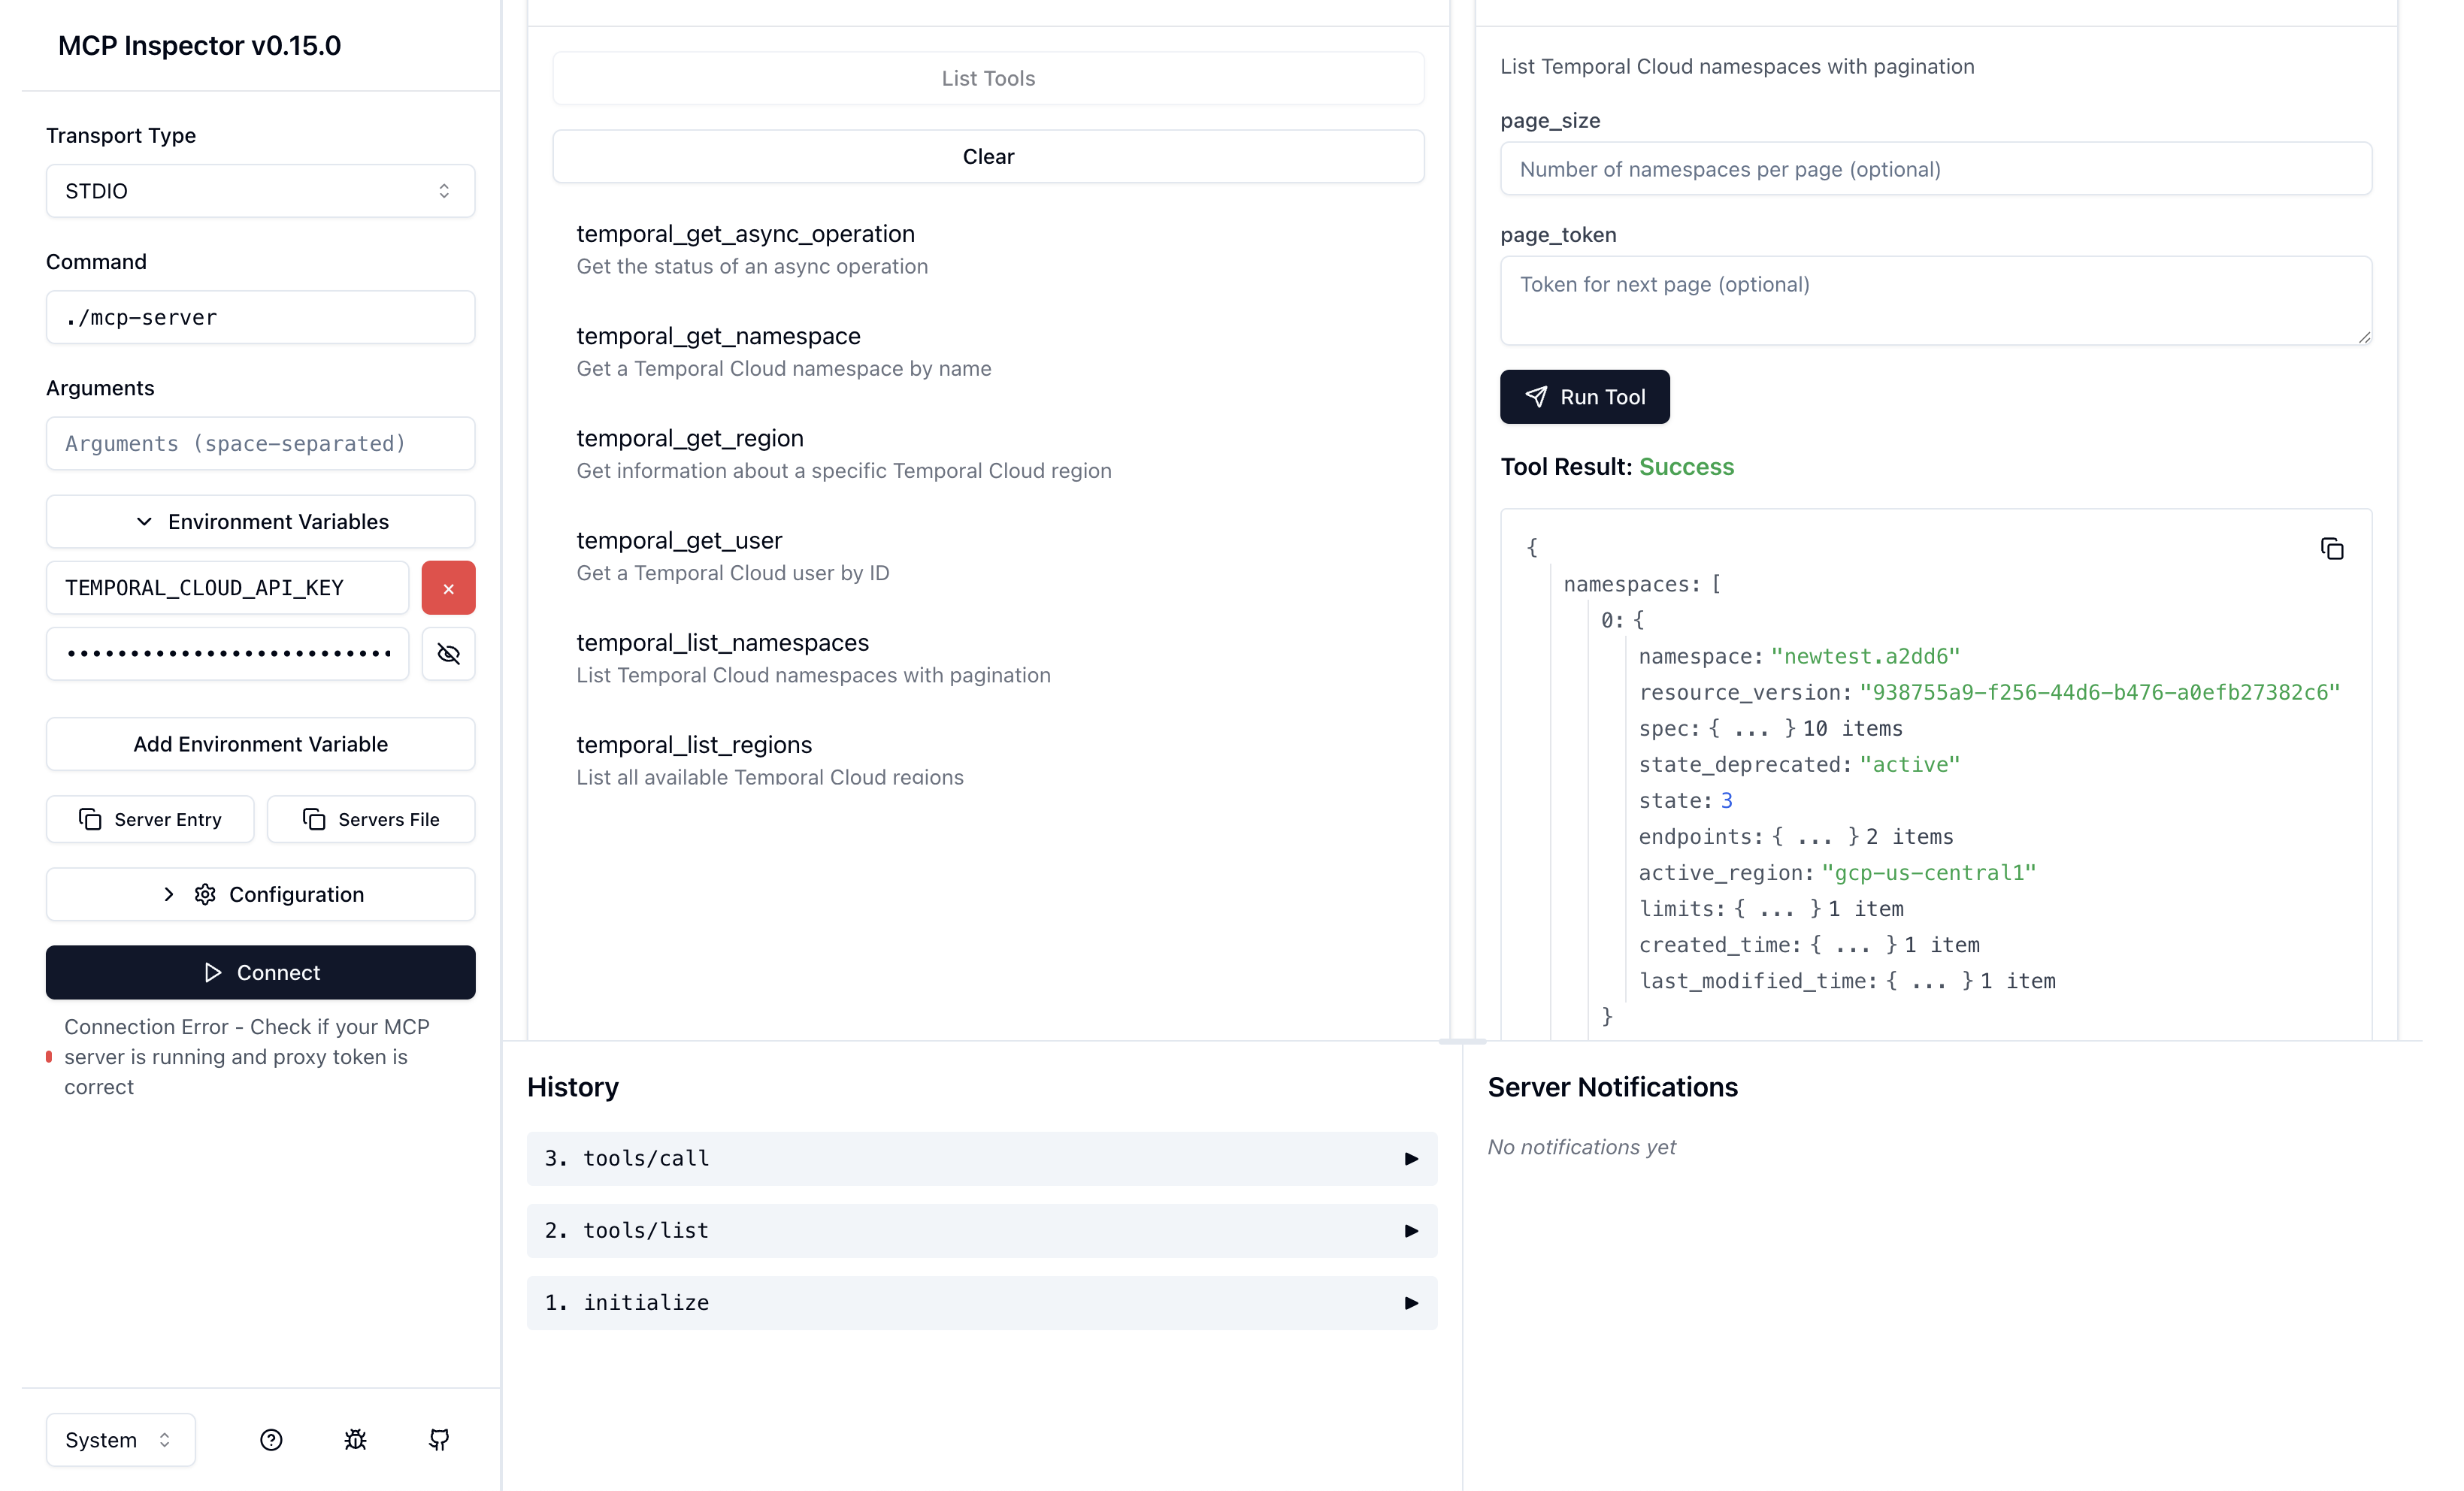 MCP Inspector v0.15.0
Transport Type
STDIO
Command
./mcp-server
Arguments
Arguments (space-separated)
Environment Variables
TEMPORAL_CLOUD_API_KEY
••••••••••••••••••••••••••
Add Environment Variable
Server Entry
Servers File
Configuration
Connect
Connection Error - Check if your MCP
server is running and proxy token is
correct
System
List Tools
Clear
temporal_get_async_operation
Get the status of an async operation
temporal_get_namespace
Get a Temporal Cloud namespace by name
temporal_get_region
Get information about a specific Temporal Cloud region
temporal_get_user
Get a Temporal Cloud user by ID
temporal_list_namespaces
List Temporal Cloud namespaces with pagination
temporal_list_regions
List all available Temporal Cloud regions
List Temporal Cloud namespaces with pagination
page_size
Number of namespaces per page (optional)
page_token
Token for next page (optional)
Run Tool
Tool Result: Success
{
namespaces: [
0: {
namespace: "newtest.a2dd6"
resource_version: "938755a9-f256-44d6-b476-a0efb27382c6"
spec: { ... } 10 items
state_deprecated: "active"
state: 3
endpoints: { ... } 2 items
active_region: "gcp-us-central1"
limits: { ... } 1 item
created_time: { ... } 1 item
last_modified_time: { ... } 1 item
}
History
3. tools/call
2. tools/list
1. initialize
Server Notifications
No notifications yet